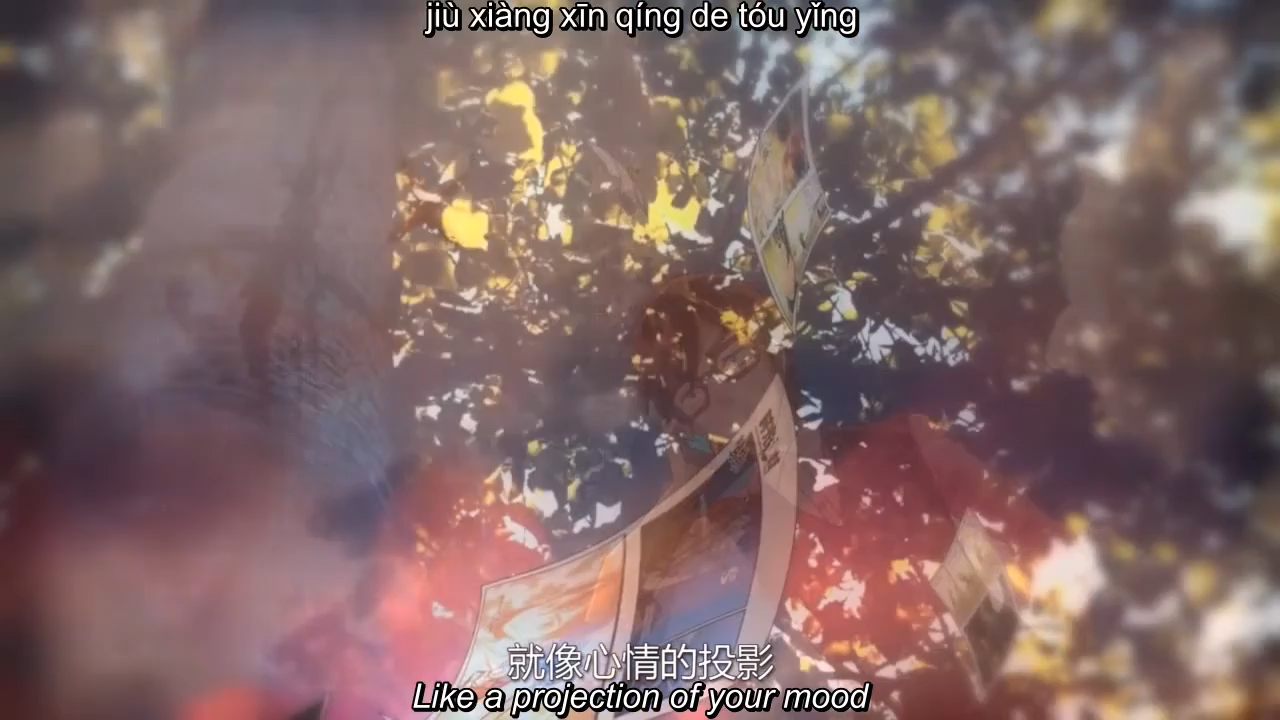 jiù xiàng xīn qíng de tóu yǐng
就像心情的投影
Like a projection of your mood